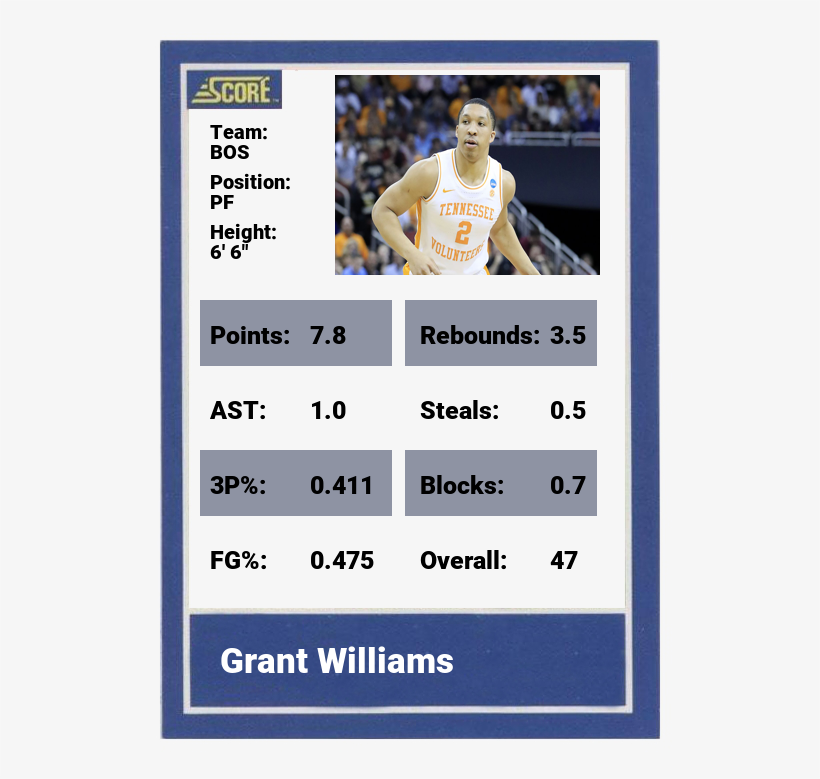 SCORE
Team:
BOS
Position:
PF
Height:
6' 6"
TENNESSEE
2
VOLUNTEERS
Points: 7.8 Rebounds: 3.5
AST: 1.0 Steals: 0.5
3P%: 0.411 Blocks: 0.7
FG%: 0.475 Overall: 47
Grant Williams